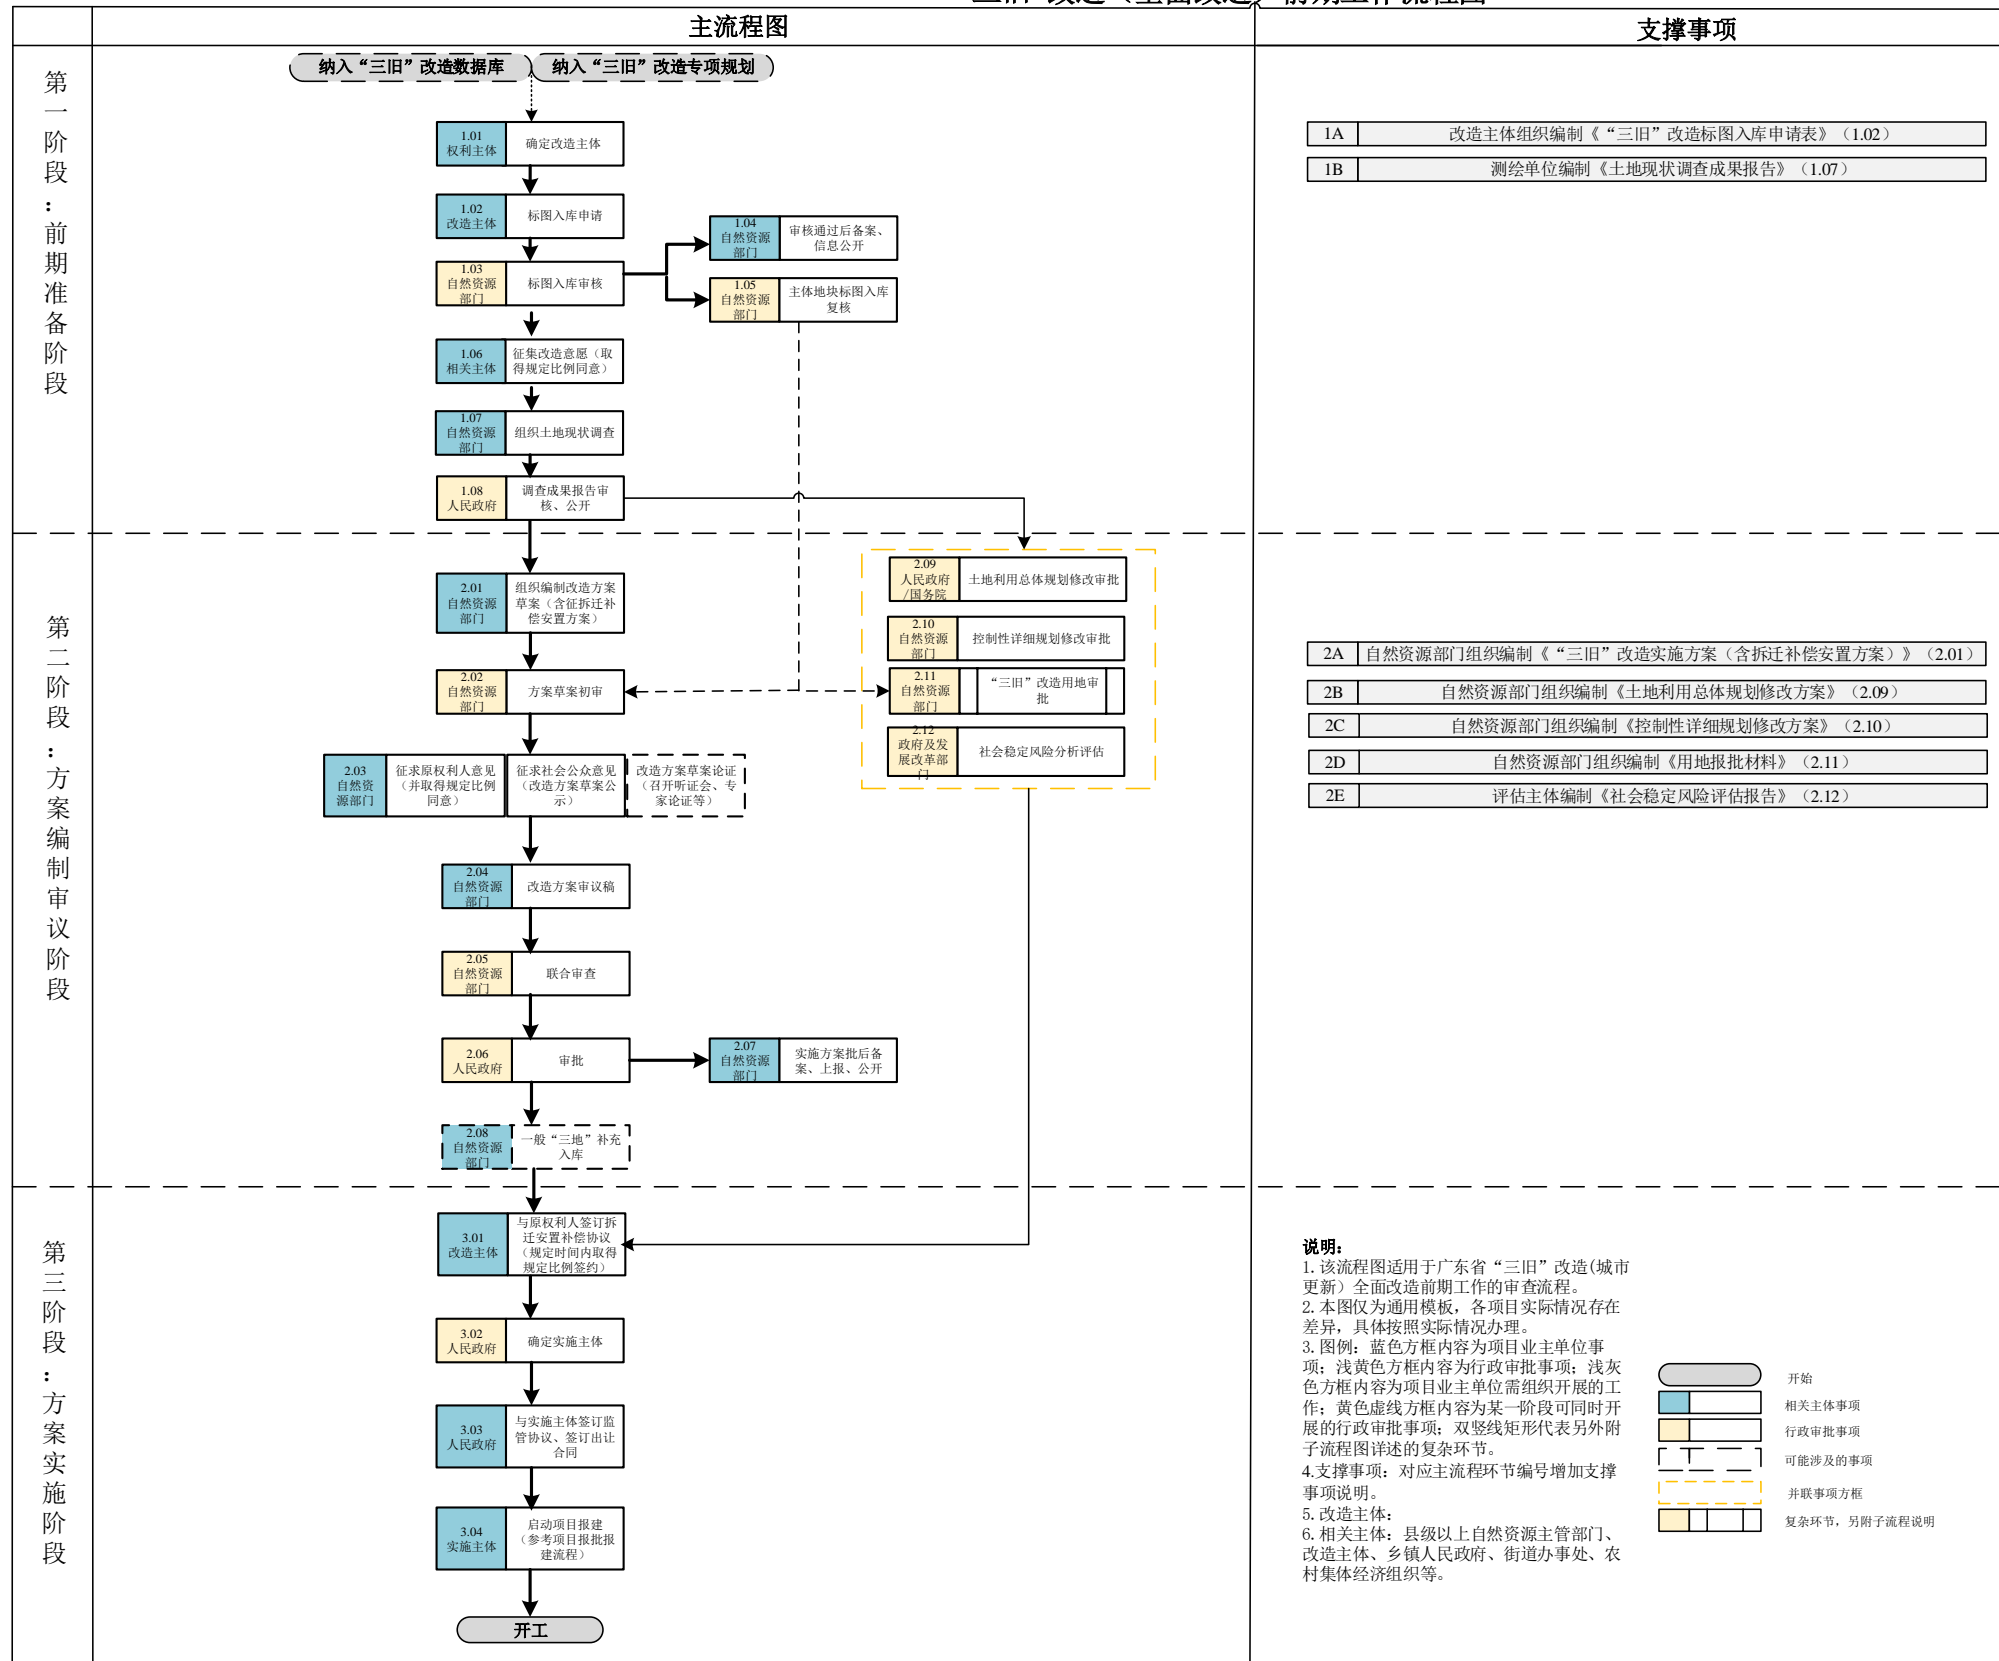 主流程图
支撑事项
第一阶段：前期准备阶段
纳入“三旧”改造数据库
纳入“三旧”改造专项规划
1.01
权利主体
确定改造主体
1.02
改造主体
标图入库申请
1.03
自然资源
部门
标图入库审核
1.04
自然资源
部门
审核通过后备案、
信息公开
1.05
自然资源
部门
主体地块标图入库
复核
1.06
相关主体
征集改造意愿（取
得规定比例同意）
1.07
自然资源
部门
组织土地现状调查
1.08
人民政府
调查成果报告审
核、公开
1A
改造主体组织编制《“三旧”改造标图入库申请表》（1.02）
1B
测绘单位编制《土地现状调查成果报告》（1.07）
第二阶段：方案编制审议阶段
2.01
自然资源
部门
组织编制改造方案
草案（含征拆迁补
偿安置方案）
2.02
自然资源
部门
方案草案初审
2.03
自然资
源部门
征求原权利人意见
（并取得规定比例
同意）
征求社会公众意见
（改造方案草案公
示）
改造方案草案论证
（召开听证会、专
家论证等）
2.04
自然资源
部门
改造方案审议稿
2.05
自然资源
部门
联合审查
2.06
人民政府
审批
2.07
自然资源
部门
实施方案批后备
案、上报、公开
2.08
自然资源
部门
一般“三地”补充
入库
2.09
人民政府
/国务院
土地利用总体规划修改审批
2.10
自然资源
部门
控制性详细规划修改审批
2.11
自然资源
部门
“三旧”改造用地审
批
2.12
政府及发
展改革部
门
社会稳定风险分析评估
2A
自然资源部门组织编制《“三旧”改造实施方案（含拆迁补偿安置方案）》（2.01）
2B
自然资源部门组织编制《土地利用总体规划修改方案》（2.09）
2C
自然资源部门组织编制《控制性详细规划修改方案》（2.10）
2D
自然资源部门组织编制《用地报批材料》（2.11）
2E
评估主体编制《社会稳定风险评估报告》（2.12）
第三阶段：方案实施阶段
3.01
改造主体
与原权利人签订拆
迁安置补偿协议
（规定时间内取得
规定比例签约）
3.02
人民政府
确定实施主体
3.03
人民政府
与实施主体签订监
管协议、签订出让
合同
3.04
实施主体
启动项目报建
（参考项目报批报
建流程）
开工
说明：
1. 该流程图适用于广东省“三旧”改造(城市
更新）全面改造前期工作的审查流程。
2. 本图仅为通用模板，各项目实际情况存在
差异，具体按照实际情况办理。
3. 图例：蓝色方框内容为项目业主单位事
项；浅黄色方框内容为行政审批事项；浅灰
色方框内容为项目业主单位需组织开展的工
作；黄色虚线方框内容为某一阶段可同时开
展的行政审批事项；双竖线矩形代表另外附
子流程图详述的复杂环节。
4.支撑事项：对应主流程环节编号增加支撑
事项说明。
5. 改造主体：
6. 相关主体：县级以上自然资源主管部门、
改造主体、乡镇人民政府、街道办事处、农
村集体经济组织等。
开始
相关主体事项
行政审批事项
可能涉及的事项
并联事项方框
复杂环节，另附子流程说明